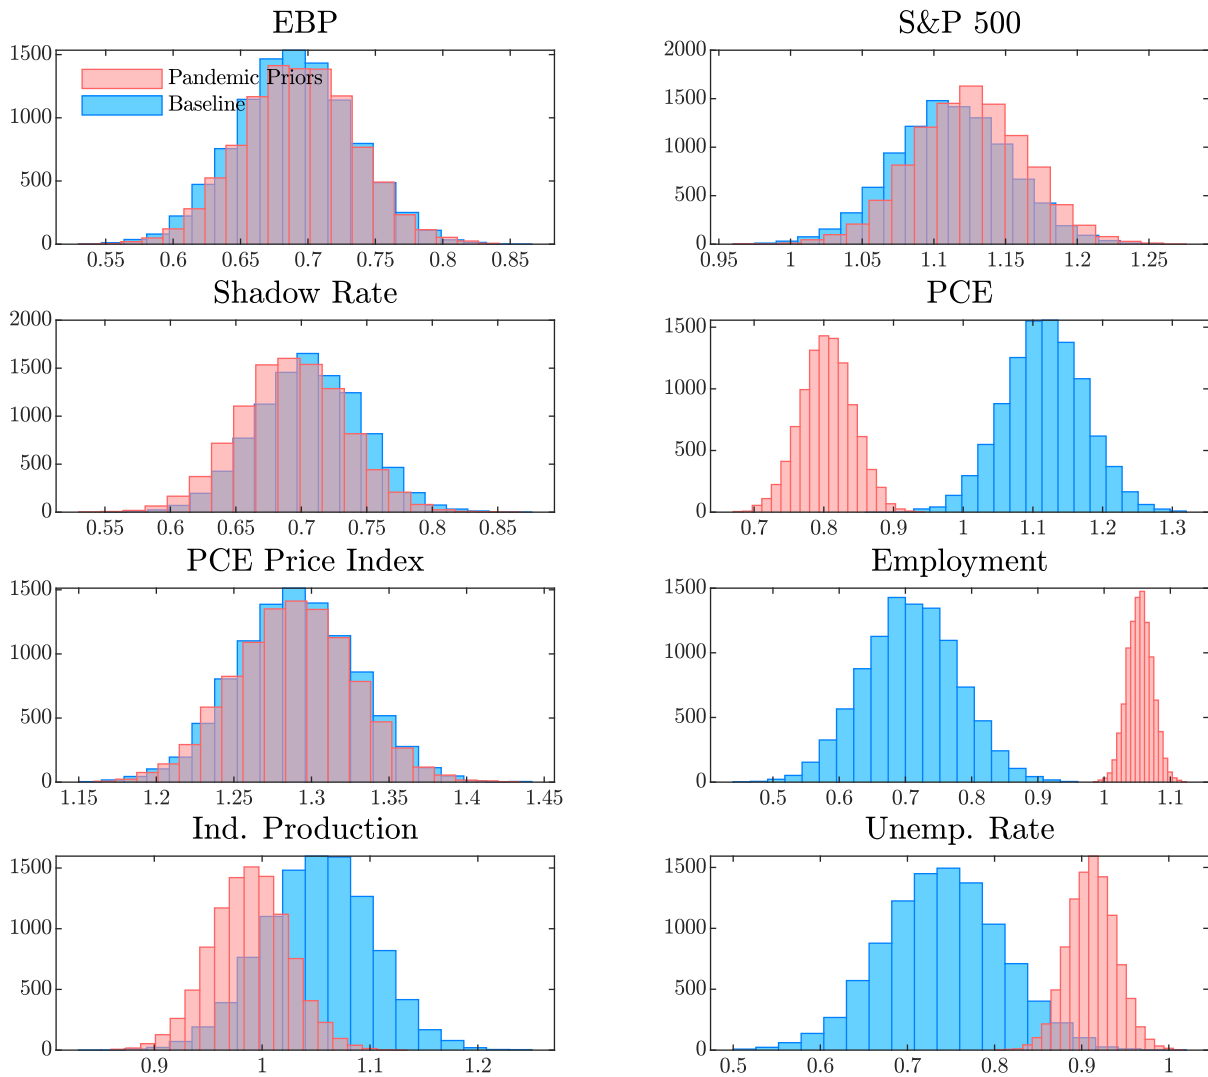 EBP
1500
1000
500
0
Pandemic Priors
Baseline
0.55 0.6 0.65 0.7 0.75 0.8 0.85
S&P 500
2000
1500
1000
500
0
0.95 1 1.05 1.1 1.15 1.2 1.25
Shadow Rate
2000
1500
1000
500
0
0.55 0.6 0.65 0.7 0.75 0.8 0.85
PCE
1500
1000
500
0
0.7 0.8 0.9 1 1.1 1.2 1.3
PCE Price Index
1500
1000
500
0
1.15 1.2 1.25 1.3 1.35 1.4 1.45
Employment
1500
1000
500
0
0.5 0.6 0.7 0.8 0.9 1 1.1
Ind. Production
1500
1000
500
0
0.9 1 1.1 1.2
Unemp. Rate
1500
1000
500
0
0.5 0.6 0.7 0.8 0.9 1